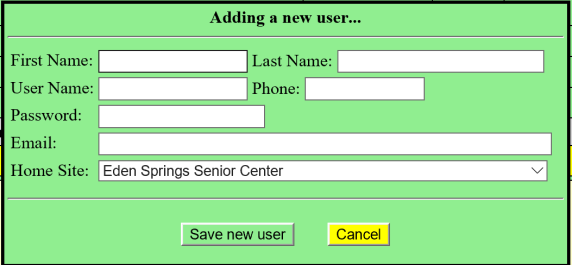 Adding a new user...
First Name: Last Name:
User Name: Phone:
Password:
Email:
Home Site: Eden Springs Senior Center
Save new user Cancel